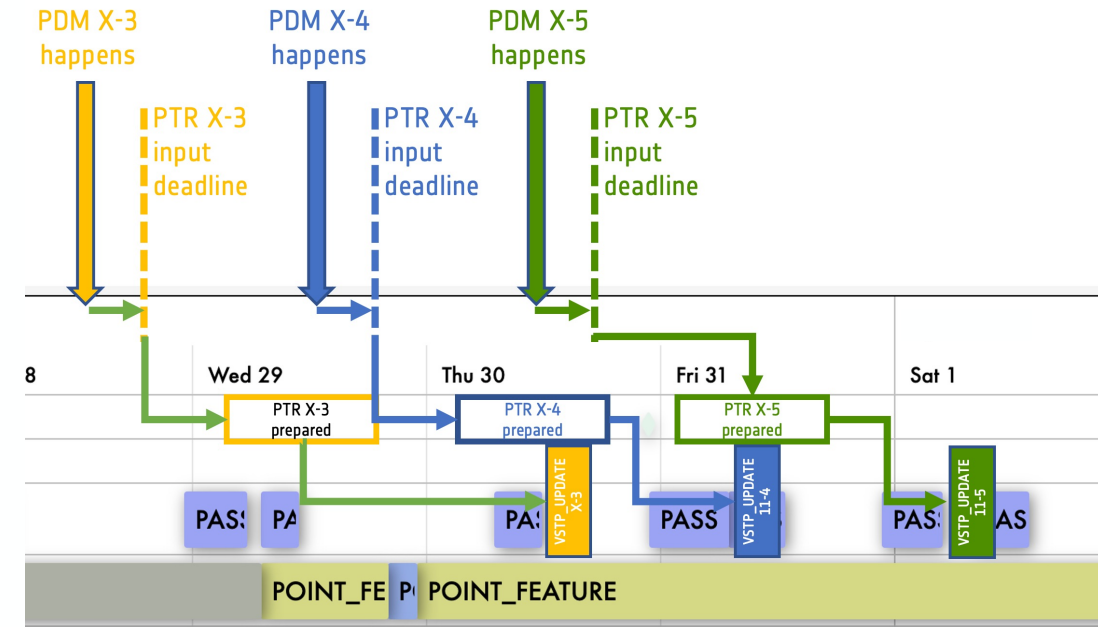 PDM X-3
happens
PDM X-4
happens
PDM X-5
happens
PTR X-3
input
deadline
PTR X-4
input
deadline
PTR X-5
input
deadline
8
Wed 29
Thu 30
Fri 31
Sat 1
PTR X-3
prepared
PTR X-4
prepared
PTR X-5
prepared
VSTP_UPDATE
X-3
VSTP_UPDATE
11-4
VSTP_UPDATE
11-5
PAS
PA
PA
PASS
PAS
AS
POINT_FE
P
POINT_FEATURE